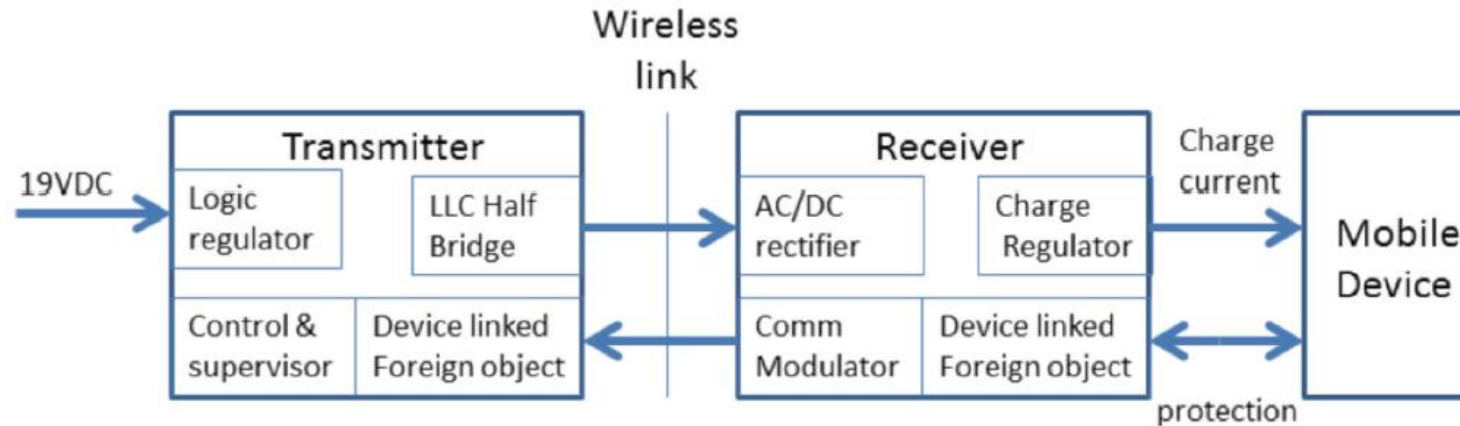 Wireless
link
Transmitter
Receiver
Charge
current
19VDC
Logic
regulator
LLC Half
Bridge
AC/DC
rectifier
Charge
Regulator
Mobile
Device
Control &
supervisor
Device linked
Foreign object
Comm
Modulator
Device linked
Foreign object
protection